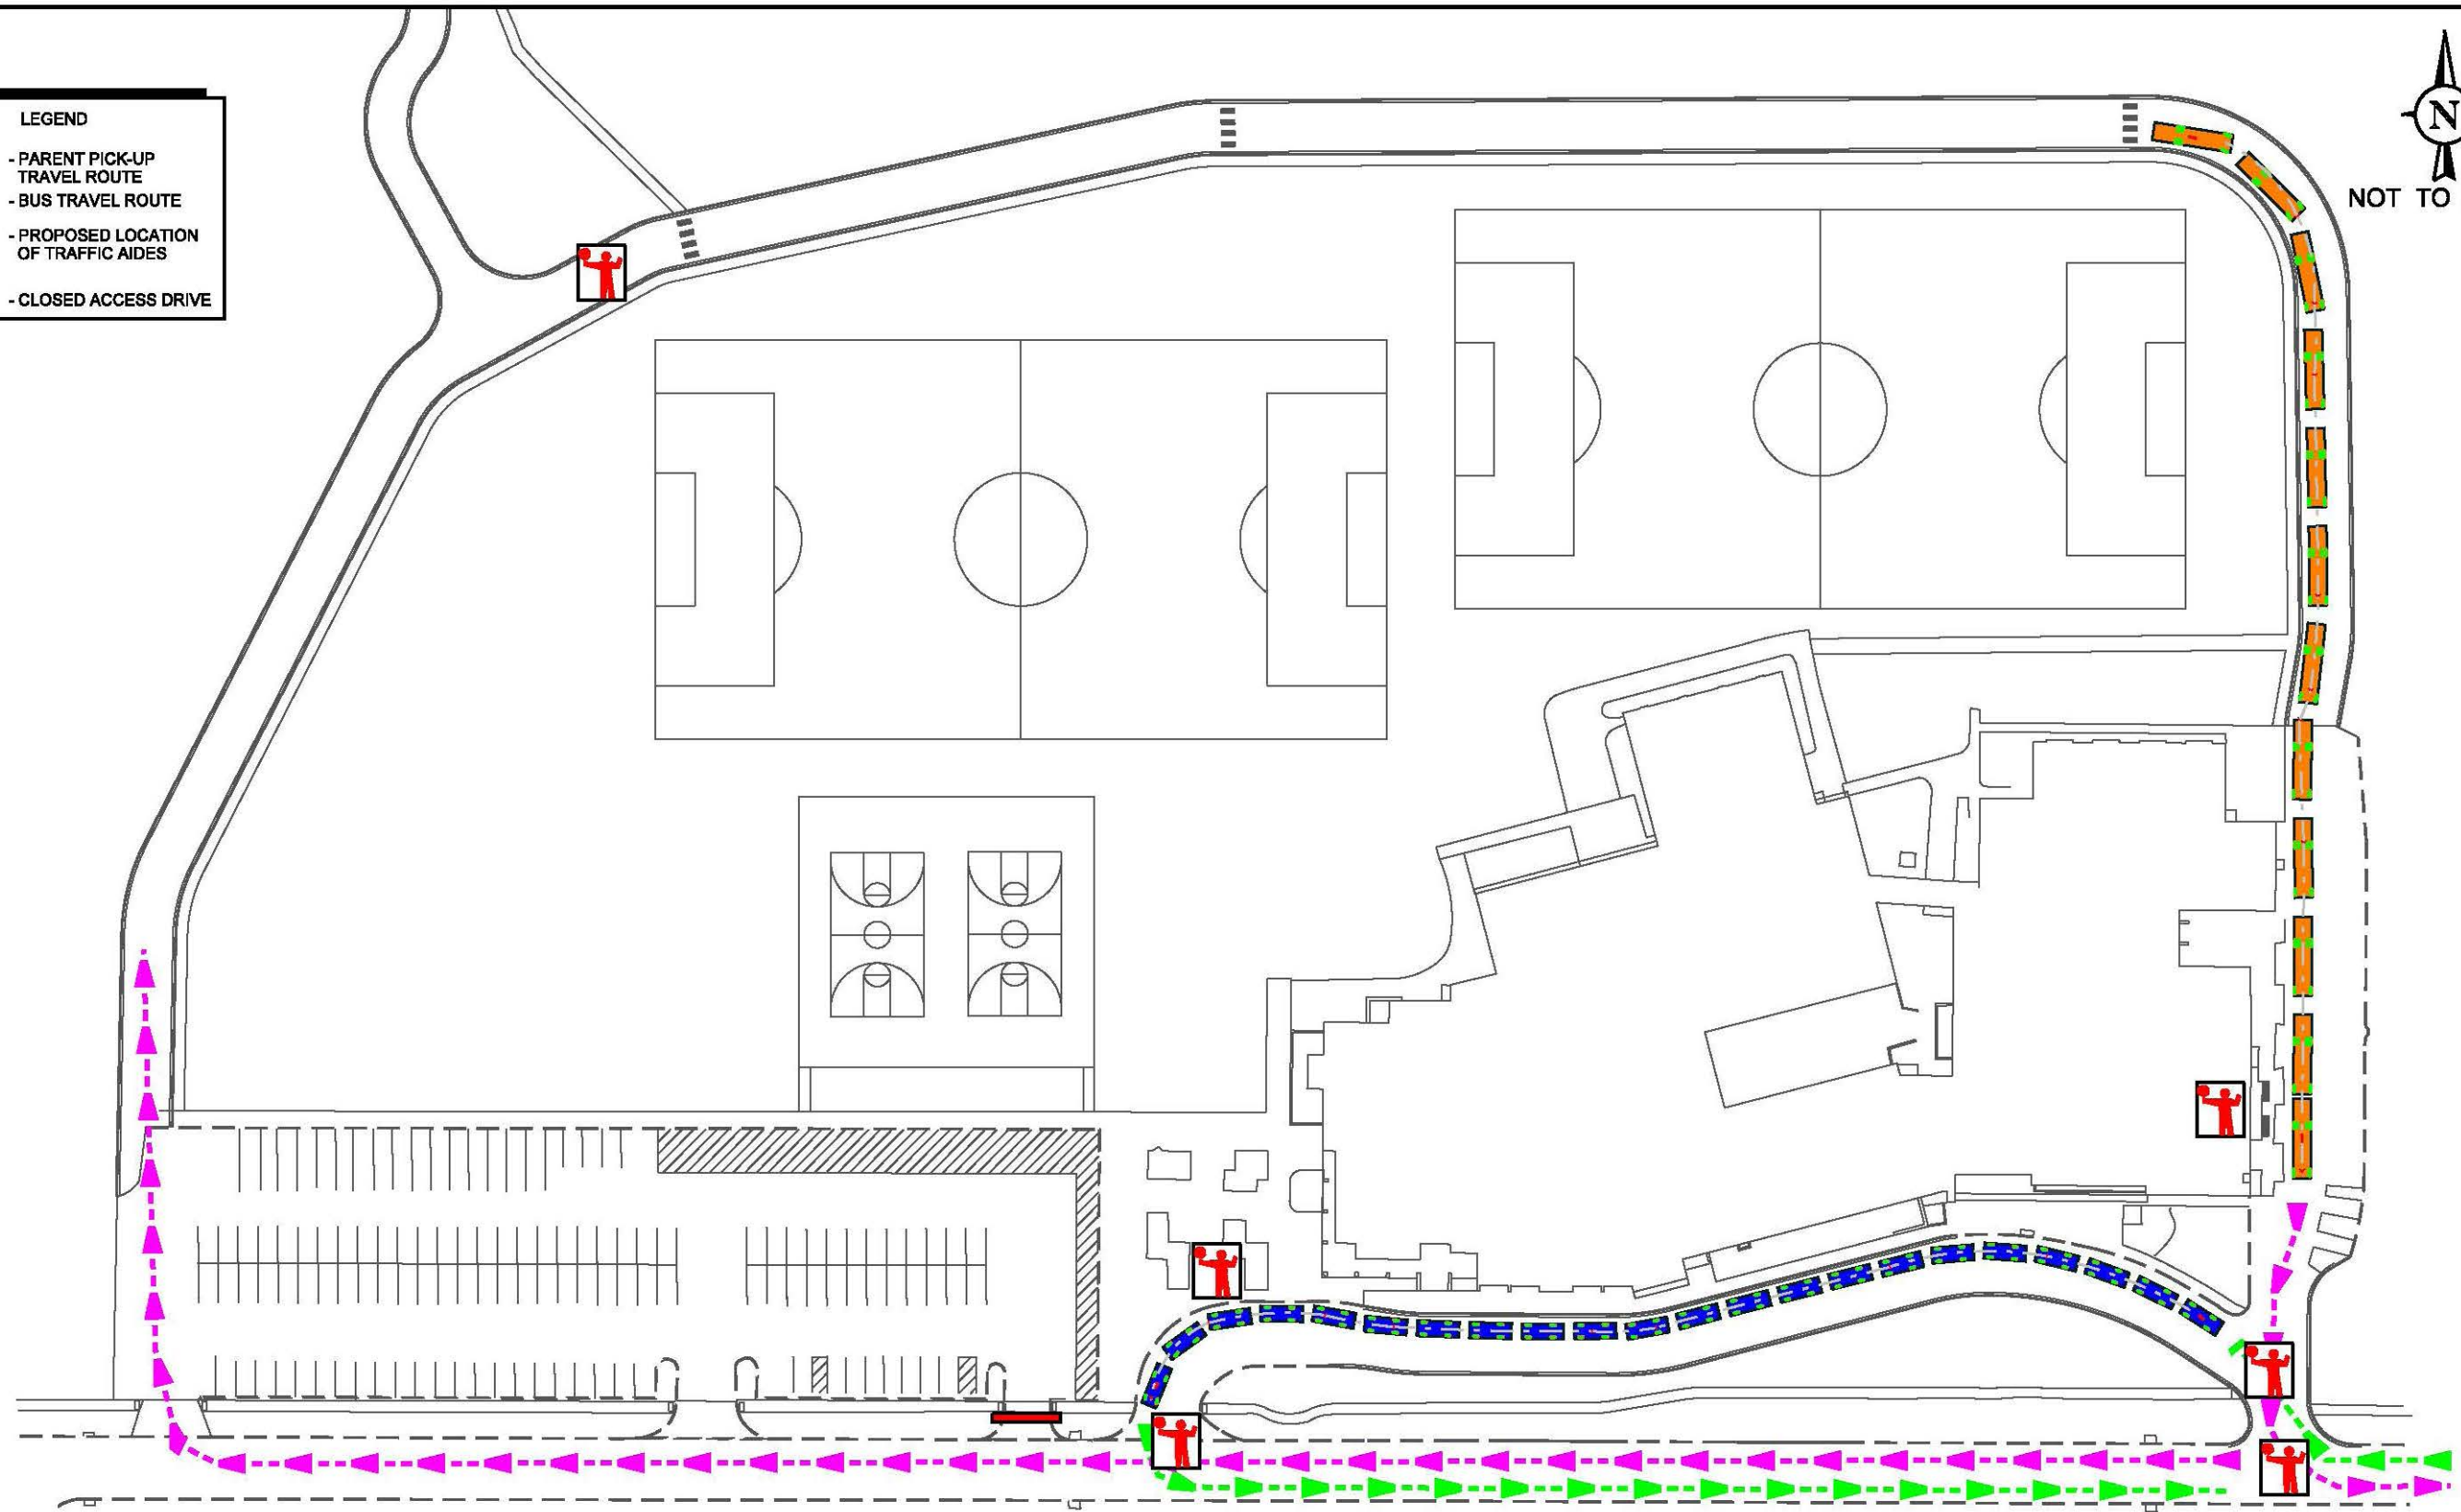 LEGEND
- PARENT PICK-UP
TRAVEL ROUTE
- BUS TRAVEL ROUTE
- PROPOSED LOCATION
OF TRAFFIC AIDES
- CLOSED ACCESS DRIVE
N
NOT TO